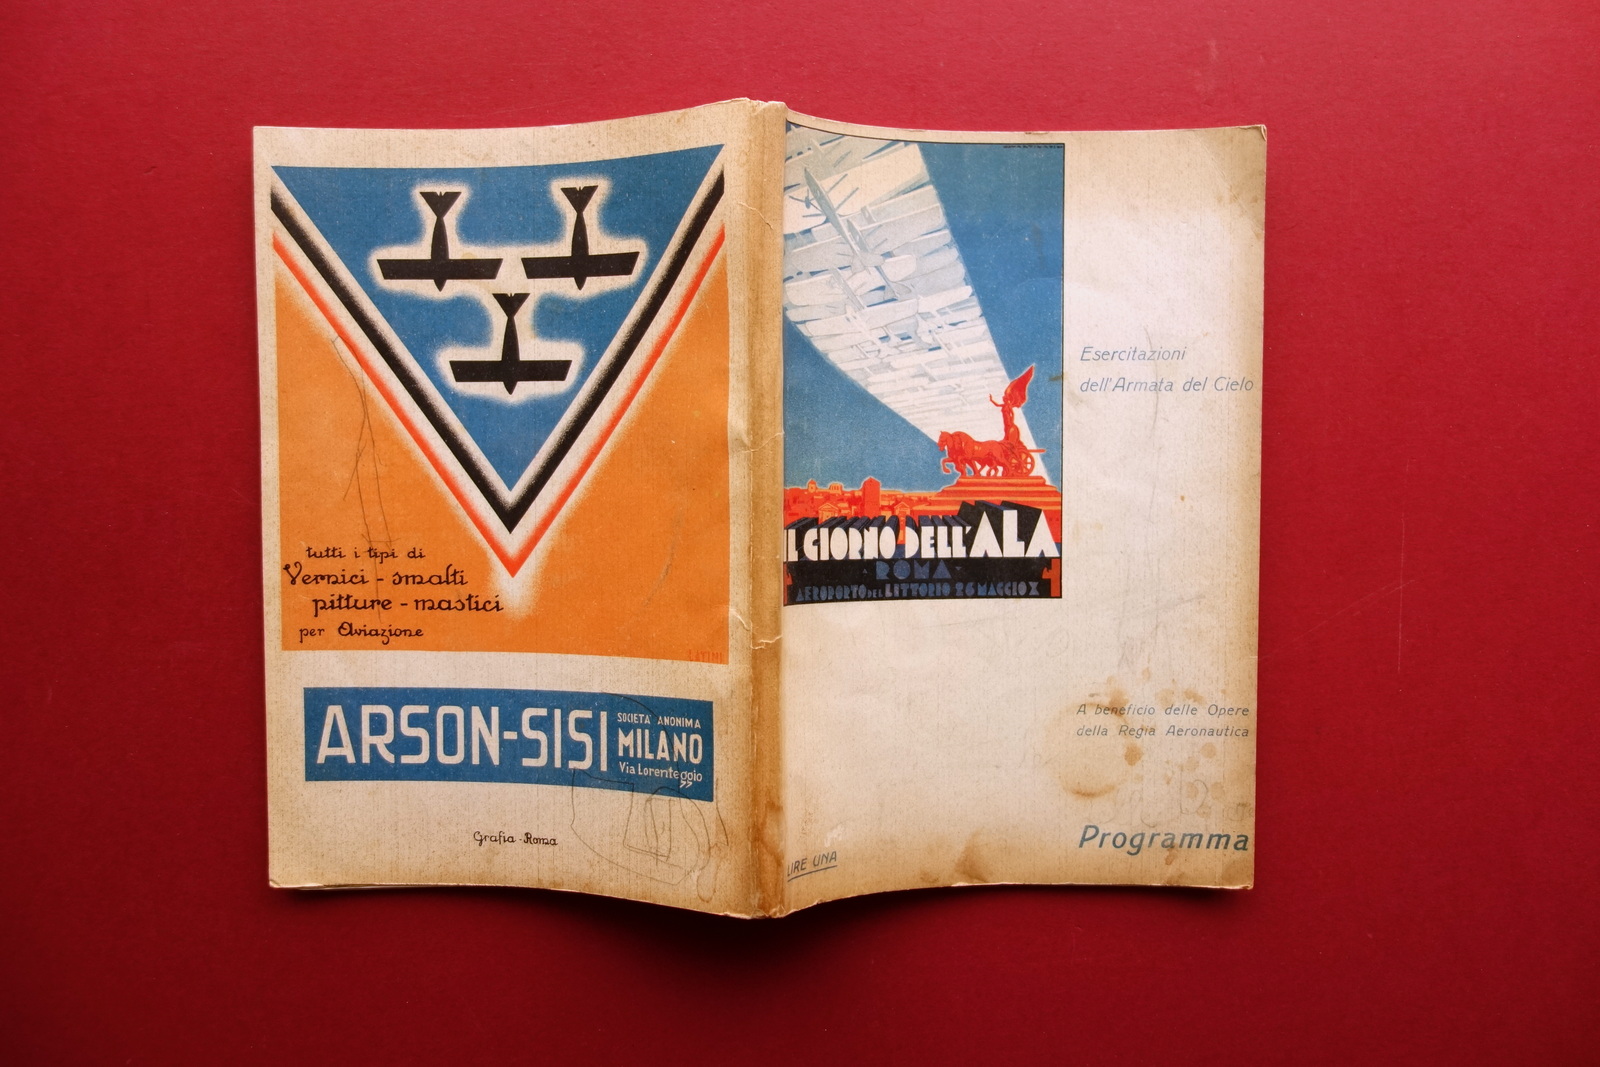 tutti i tipi di
Vernici - smalti
pitture - mastici
per Aviazione
ARSON-SISI
SOCIETA' ANONIMA
MILANO
Via Lorenteggio
Grafia - Roma
IL GIORNO DELL'ALA
ROMA
AEROPORTO DEL LITTORIO 26 MAGGIO X
Esercitazioni
dell'Armata del Cielo
A beneficio delle Opere
della Regia Aeronautica
Programma
LIRE UNA